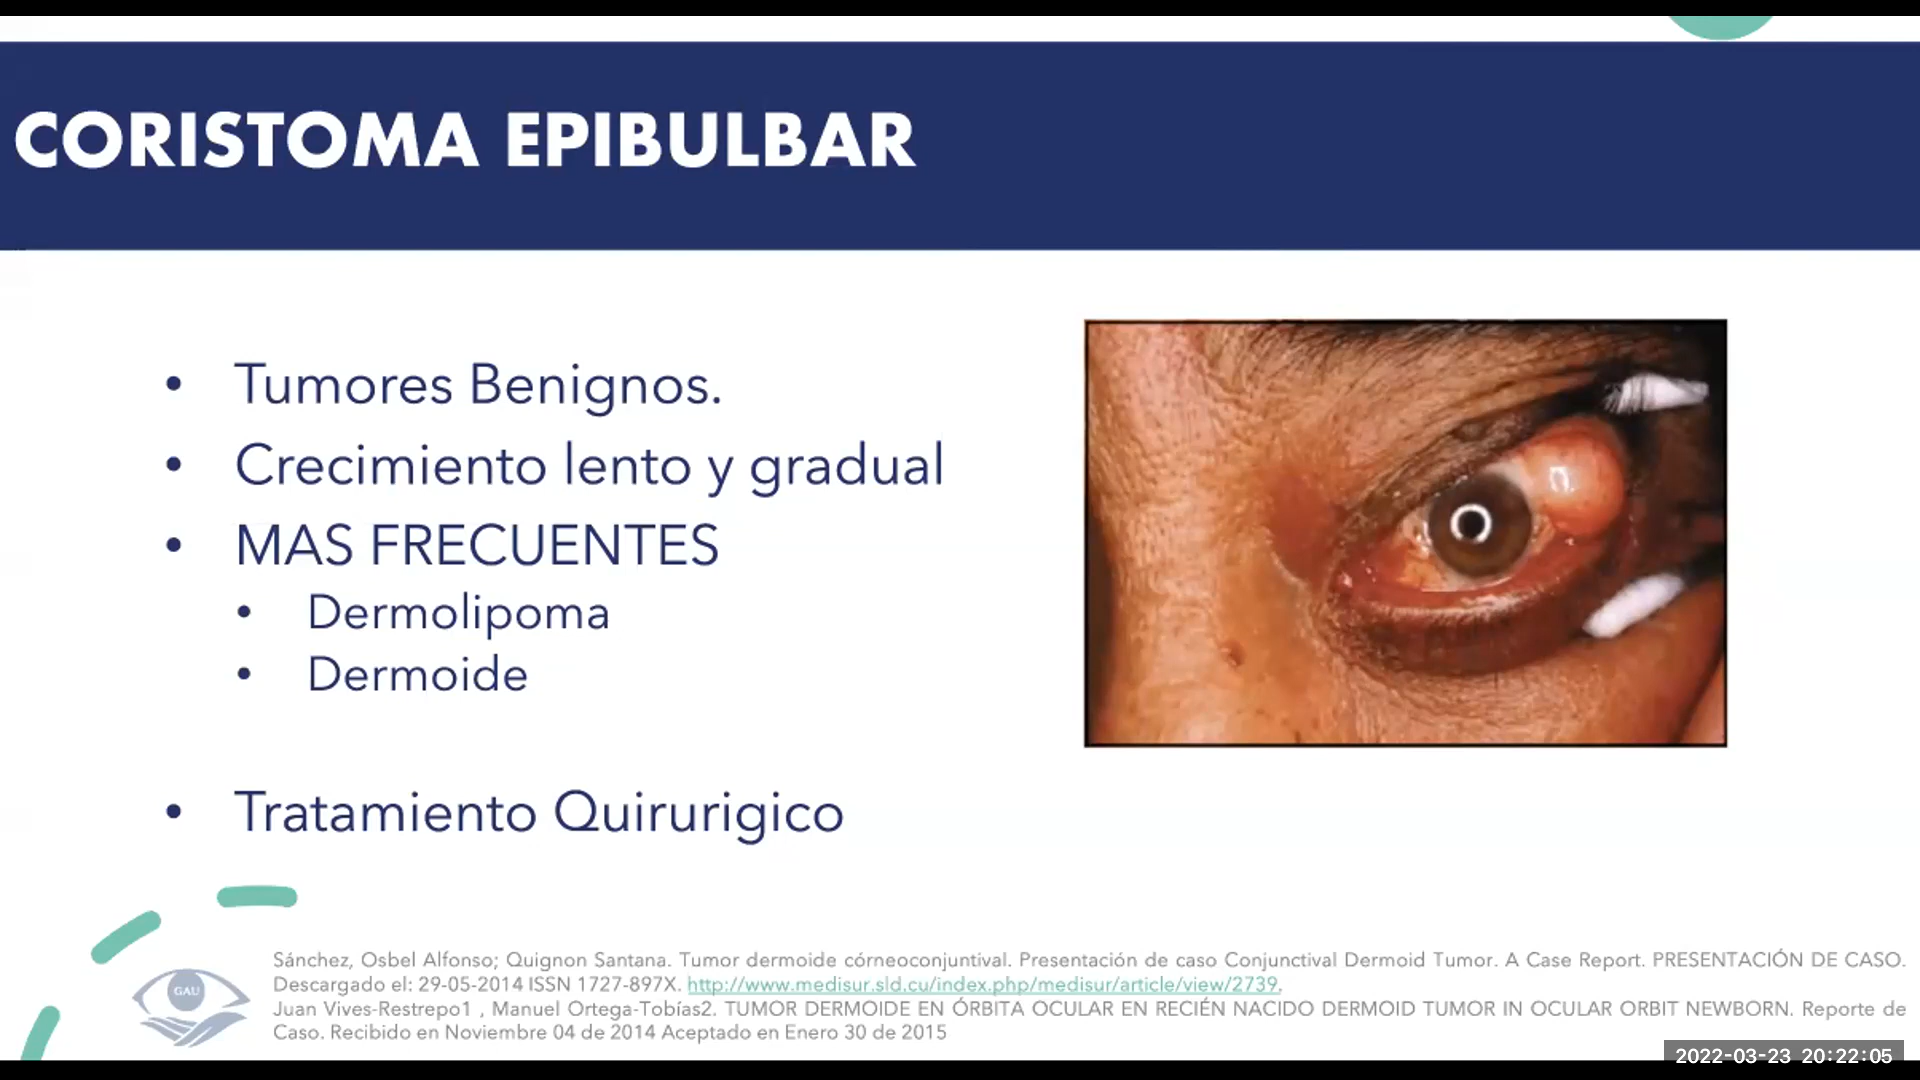 CORISTOMA EPIBULBAR
• Tumores Benignos.
• Crecimiento lento y gradual
• MAS FRECUENTES
• Dermolipoma
• Dermoide
• Tratamiento Quirurigico
GAU
Sánchez, Osbel Alfonso; Quignon Santana. Tumor dermoide córneoconjuntival. Presentación de caso Conjunctival Dermoid Tumor. A Case Report. PRESENTACIÓN DE CASO.
Descargado el: 29-05-2014 ISSN 1727-897X. http://www.medisur.sld.cu/index.php/medisur/article/view/2739.
Juan Vives-Restrepo1 , Manuel Ortega-Tobías2. TUMOR DERMOIDE EN ÓRBITA OCULAR EN RECIÉN NACIDO DERMOID TUMOR IN OCULAR ORBIT NEWBORN. Reporte de
Caso. Recibido en Noviembre 04 de 2014 Aceptado en Enero 30 de 2015
2022-03-23 20:22:05